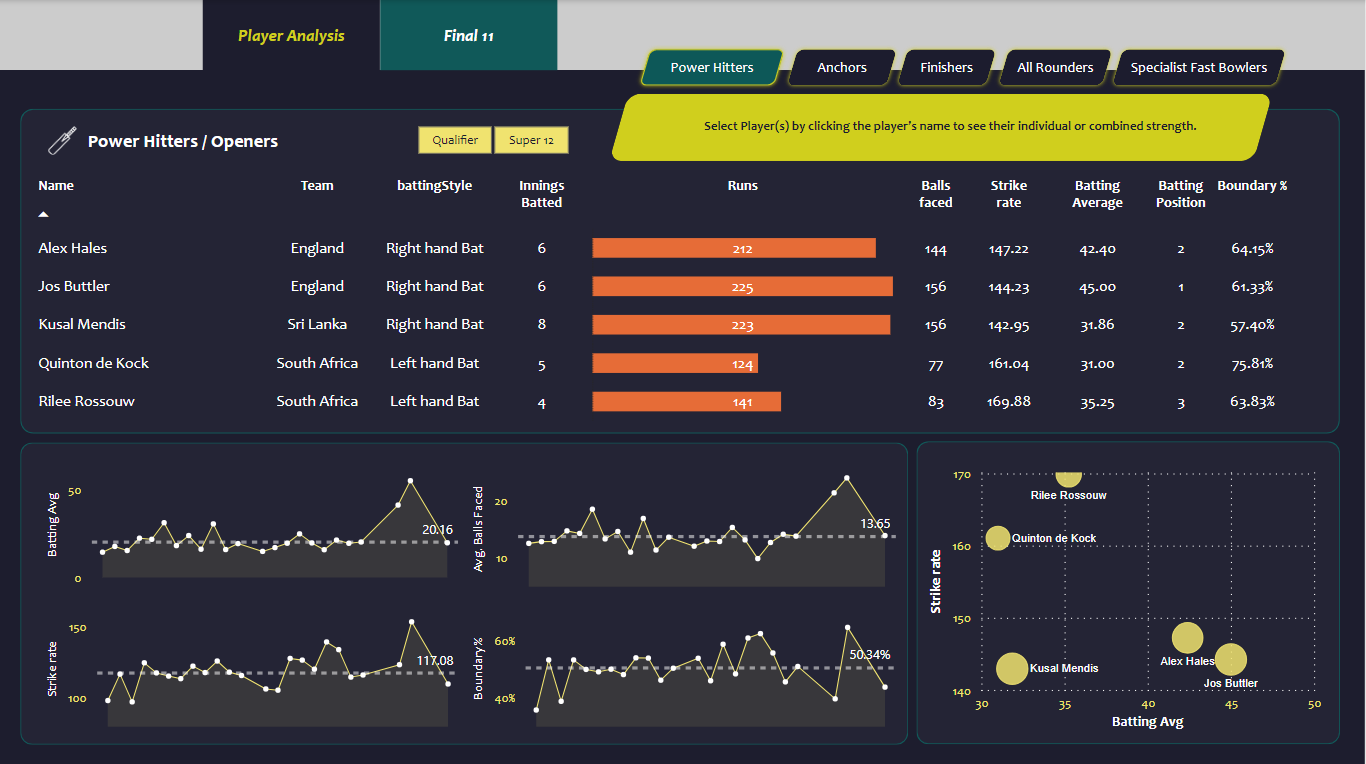 Player Analysis
Final 11
Power Hitters
Anchors
Finishers
All Rounders
Specialist Fast Bowlers
Select Player(s) by clicking the player's name to see their individual or combined strength.
Power Hitters / Openers
Qualifier
Super 12
Name Team battingStyle Innings Batted Runs Balls faced Strike rate Batting Average Batting Position Boundary %
Alex Hales England Right hand Bat 6 212 144 147.22 42.40 2 64.15%
Jos Buttler England Right hand Bat 6 225 156 144.23 45.00 1 61.33%
Kusal Mendis Sri Lanka Right hand Bat 8 223 156 142.95 31.86 2 57.40%
Quinton de Kock South Africa Left hand Bat 5 124 77 161.04 31.00 2 75.81%
Rilee Rossouw South Africa Left hand Bat 4 141 83 169.88 35.25 3 63.83%
Batting Avg
50
0
20.16
Avg. Balls Faced
20
10
13.65
Strike rate
150
100
117.08
Boundary%
60%
40%
50.34%
Strike rate
170
160
150
140
Rilee Rossouw
Quinton de Kock
Alex Hales
Kusal Mendis
Jos Buttler
30 35 40 45 50
Batting Avg